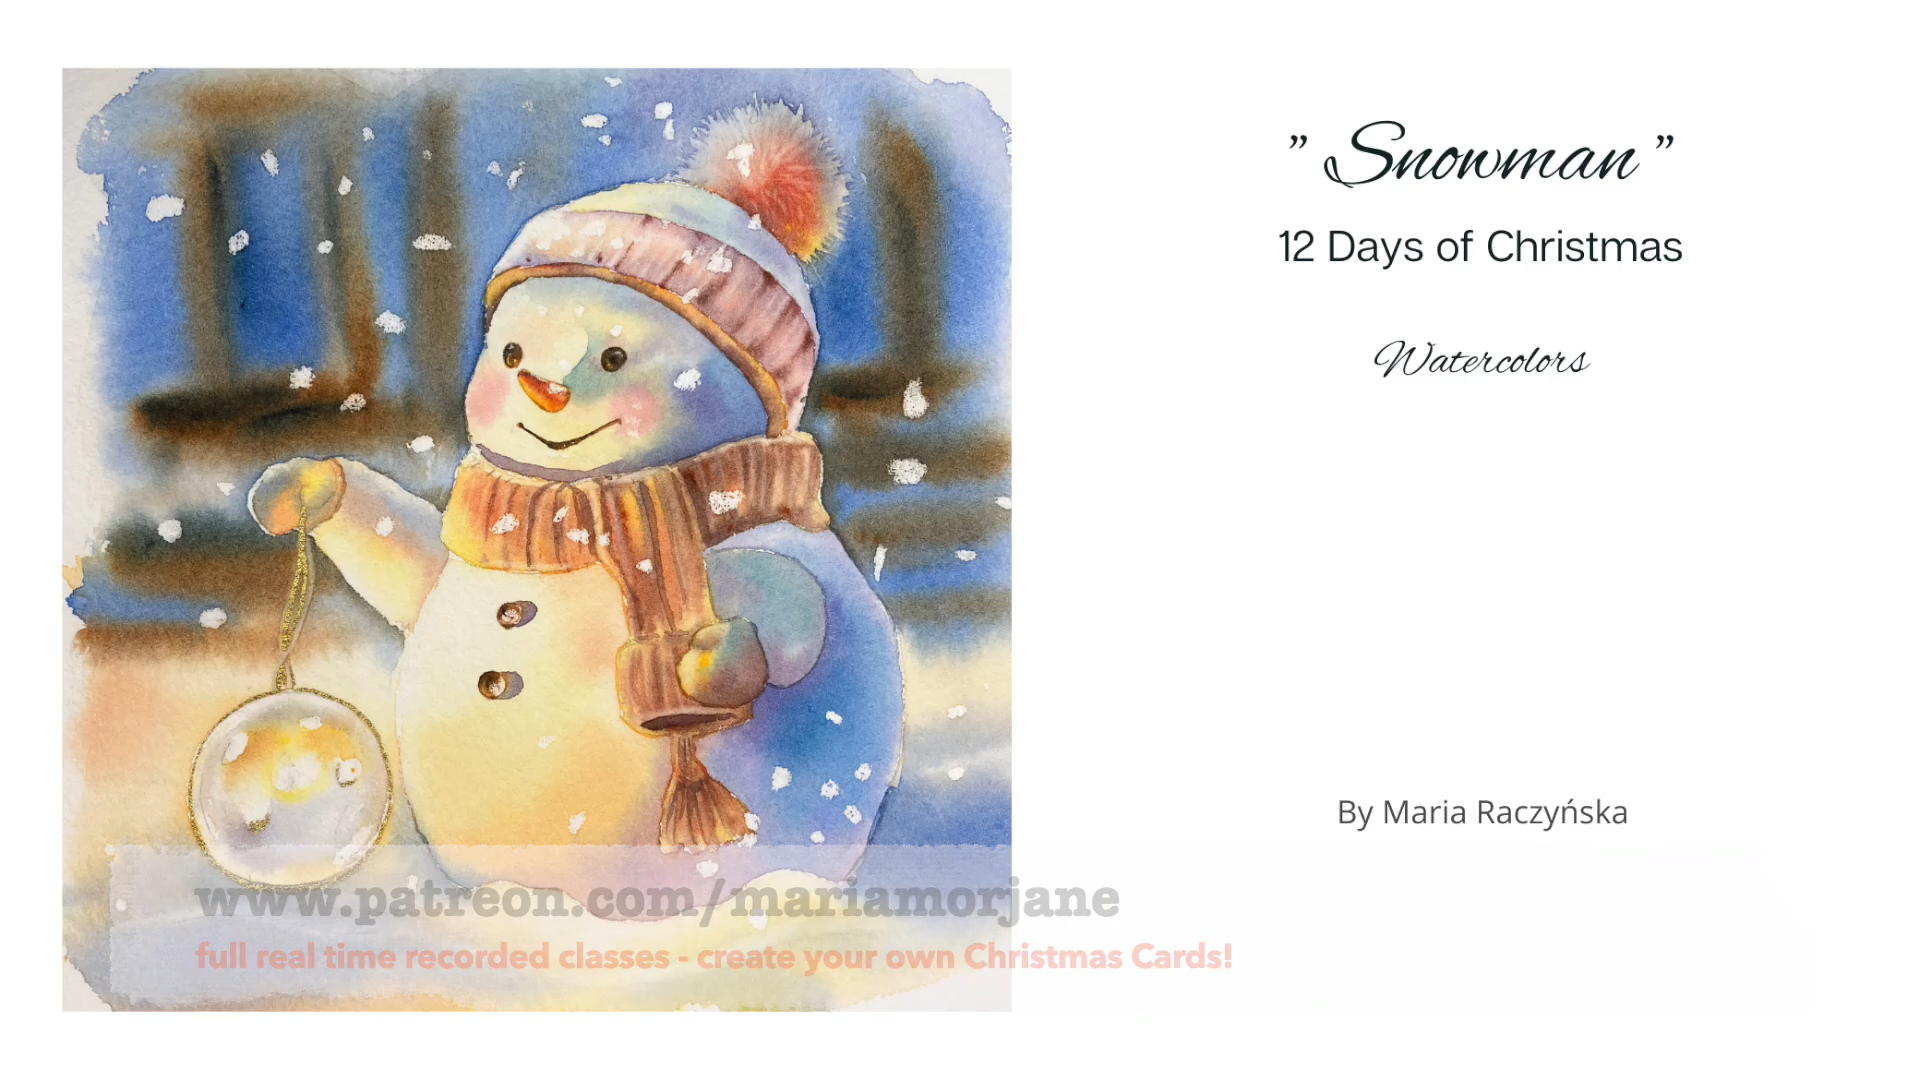 ” Snowman ”
12 Days of Christmas
Watercolors
By Maria Raczyńska
www.patreon.com/mariamorjane
full real time recorded classes - create your own Christmas Cards!